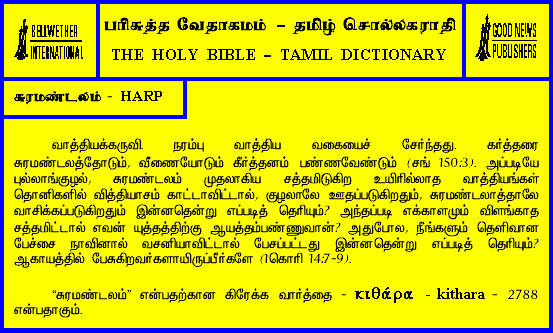 BELLWETHER
INTERNATIONAL
பரிசுத்த வேதாகமம் – தமிழ் சொல்லகராதி
THE HOLY BIBLE – TAMIL DICTIONARY
GOOD NEWS
PUBLISHERS
சுரமண்டலம் - HARP
வாத்தியக்கருவி. நரம்பு வாத்திய வகையைச் சேர்ந்தது. கர்த்தரை
சுரமண்டலத்தோடும், வீணையோடும் கீர்த்தனம் பண்ணவேண்டும் (சங் 150:3). அப்படியே
புல்லாங்குழல், சுரமண்டலம் முதலாகிய சத்தமிடுகிற உயிரில்லாத வாத்தியங்கள்
தொனிகளில் வித்தியாசம் காட்டாவிட்டால், குழலாலே ஊதப்படுகிறதும், சுரமண்டலத்தாலே
வாசிக்கப்படுகிறதும் இன்னதென்று எப்படித் தெரியும்? அந்தப்படி எக்காளமும் விளங்காத
சத்தமிட்டால் எவன் யுத்தத்திற்கு ஆயத்தம்பண்ணுவான்? அதுபோல, நீங்களும் தெளிவான
பேச்சை நாவினால் வசனியாவிட்டால் பேசப்பட்டது இன்னதென்று எப்படித் தெரியும்?
ஆகாயத்தில் பேசுகிறவர்களாயிருப்பீர்களே (1கொரி 14:7-9).
“சுரமண்டலம்” என்பதற்கான கிரேக்க வார்த்தை - κιθάρα - kithara - 2788
என்பதாகும்.